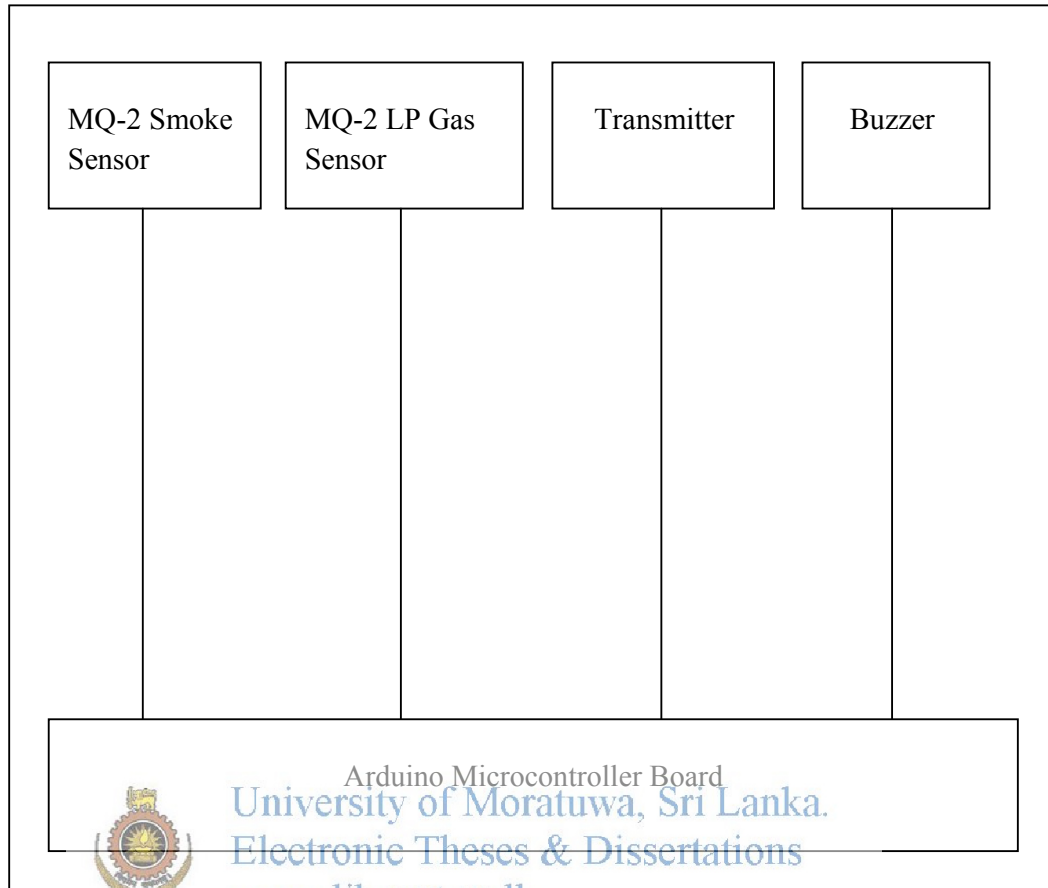 MQ-2 Smoke
Sensor
MQ-2 LP Gas
Sensor
Transmitter
Buzzer
Arduino Microcontroller Board
University of Moratuwa, Sri Lanka.
Electronic Theses & Dissertations